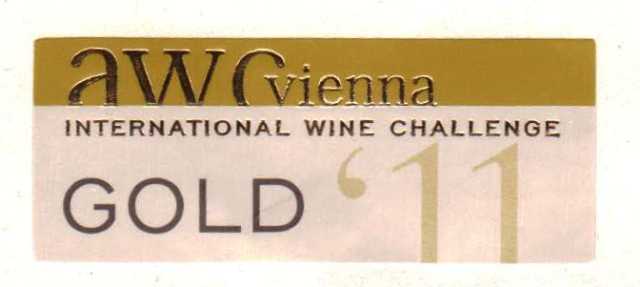 awc vienna
INTERNATIONAL WINE CHALLENGE
GOLD '11